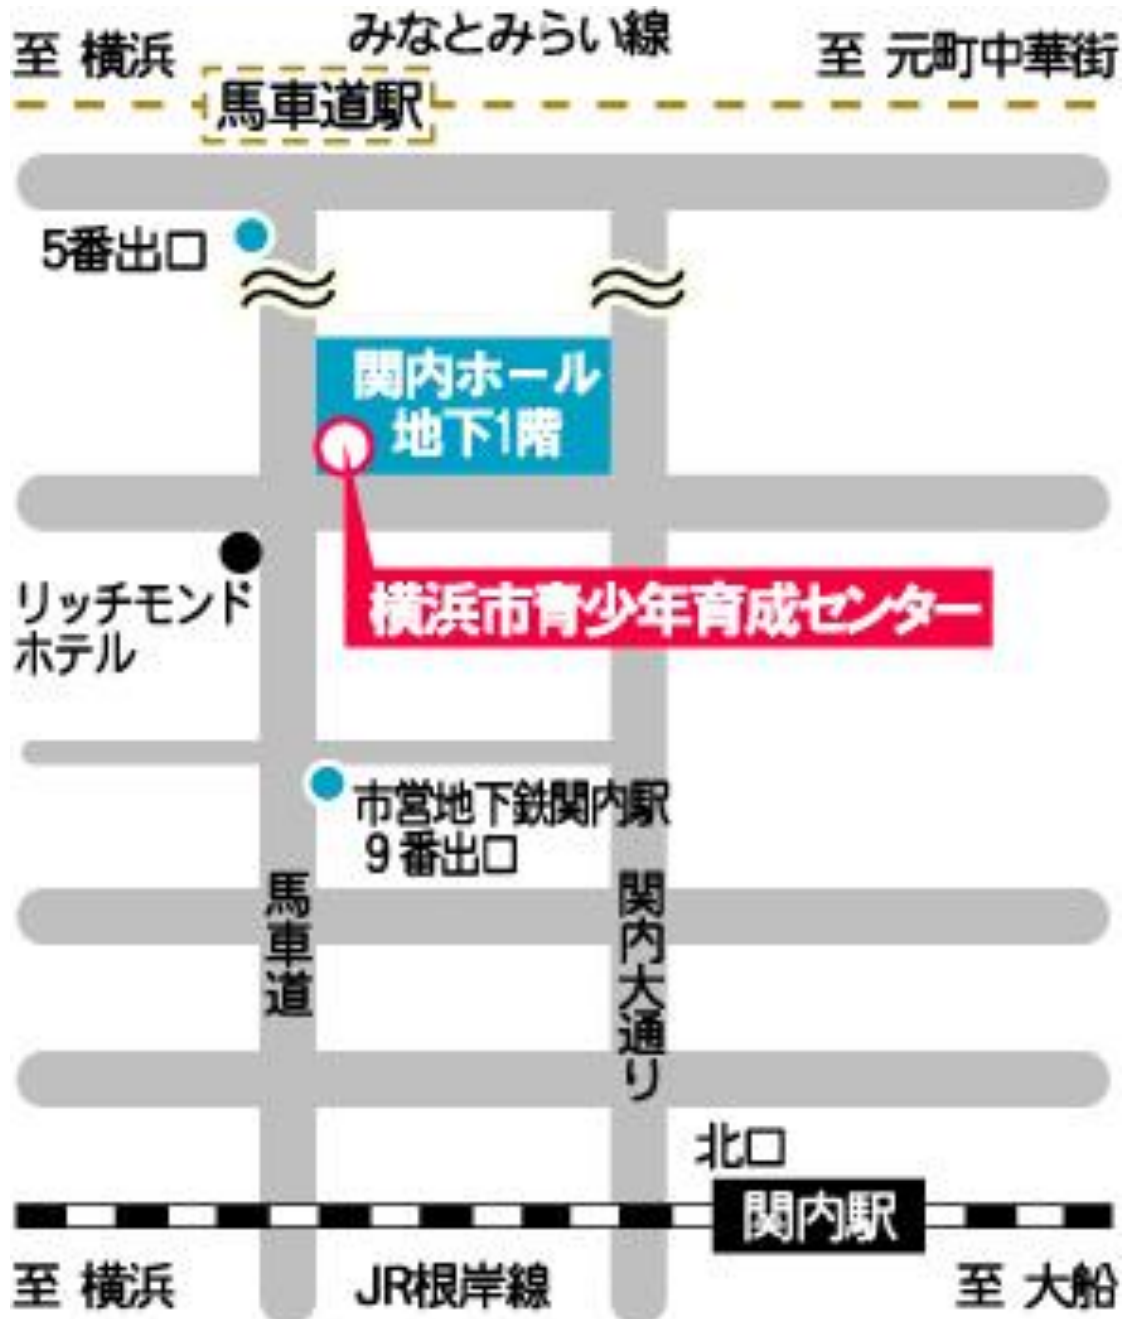 みなとみらい線
至 横浜
至 元町中華街
馬車道駅
5番出口
関内ホール
地下1階
横浜市青少年育成センター
リッチモンド
ホテル
市営地下鉄関内駅
9番出口
馬車道
関内大通り
北口
関内駅
至 横浜
JR根岸線
至 大船